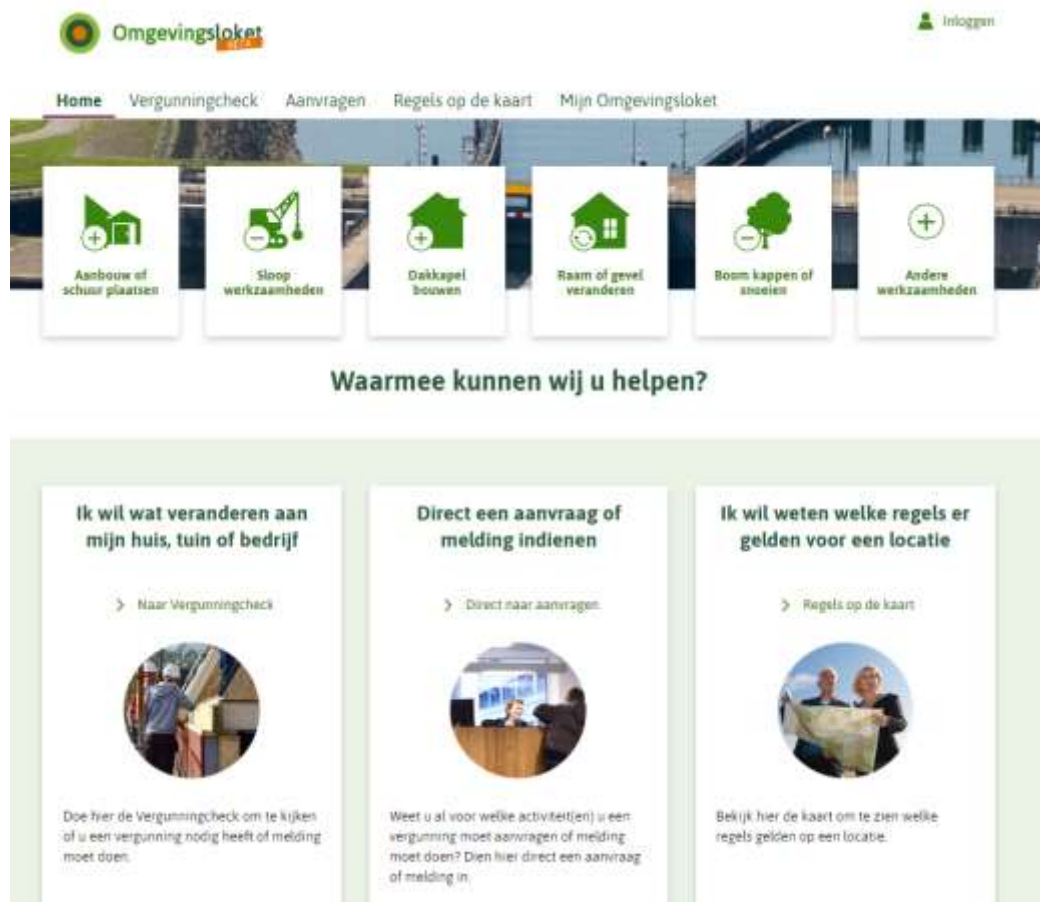 Omgevingsloket
BETA
Inloggen
Home Vergunningcheck Aanvragen Regels op de kaart Mijn Omgevingsloket
Aanbouw of
schuur plaatsen
Sloop
werkzaamheden
Dakkapel
bouwen
Raam of gevel
veranderen
Boom kappen of
snoeien
Andere
werkzaamheden
Waarmee kunnen wij u helpen?
Ik wil wat veranderen aan
mijn huis, tuin of bedrijf
Naar Vergunningcheck
Doe hier de Vergunningcheck om te kijken
of u een vergunning nodig heeft of melding
moet doen.
Direct een aanvraag of
melding indienen
Direct naar aanvragen
Weet u al voor welke activiteit(en) u een
vergunning moet aanvragen of melding
moet doen? Dien hier direct een aanvraag
of melding in.
Ik wil weten welke regels er
gelden voor een locatie
Regels op de kaart
Bekijk hier de kaart om te zien welke
regels gelden op een locatie.